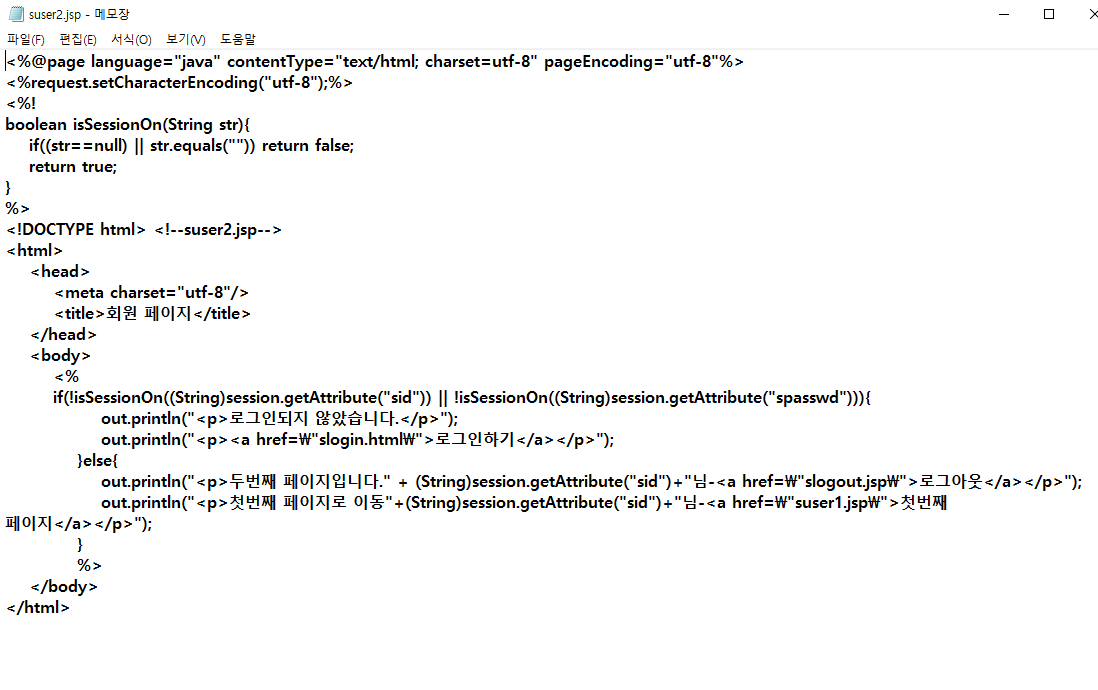 suser2.jsp - 메모장
파일(F) 편집(E) 서식(O) 보기(V) 도움말
<%@page language="java" contentType="text/html; charset=utf-8" pageEncoding="utf-8"%>
<%request.setCharacterEncoding("utf-8");%>
<%!
boolean isSessionOn(String str){
if((str==null) || str.equals("")) return false;
return true;
}
%>
<!DOCTYPE html> <!--suser2.jsp-->
<html>
<head>
<meta charset="utf-8"/>
<title>회원 페이지</title>
</head>
<body>
<%
if(!isSessionOn((String)session.getAttribute("sid")) || !isSessionOn((String)session.getAttribute("spasswd"))){
out.println("<p>로그인되지 않았습니다.</p>");
out.println("<p><a href=₩"slogin.html₩">로그인하기</a></p>");
}else{
out.println("<p>두번째 페이지입니다." + (String)session.getAttribute("sid")+"님-<a href=₩"slogout.jsp₩">로그아웃</a></p>");
out.println("<p>첫번째 페이지로 이동"+(String)session.getAttribute("sid")+"님-<a href=₩"suser1.jsp₩">첫번째
페이지</a></p>");
}
%>
</body>
</html>